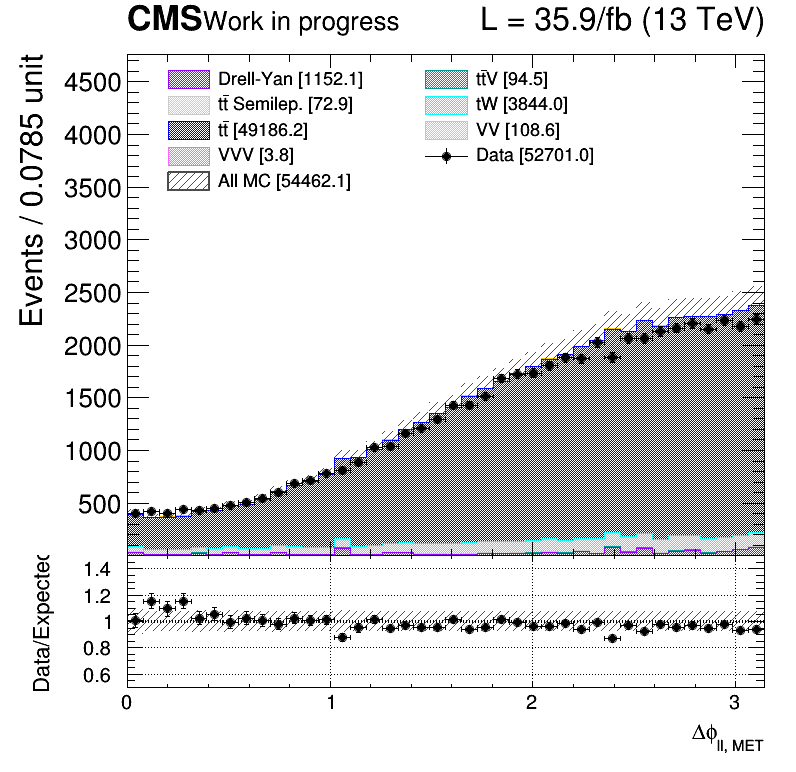 CMS Work in progress L = 35.9/fb (13 TeV)
Events / 0.0785 unit
4500
4000
3500
3000
2500
2000
1500
1000
500
Drell-Yan [1152.1]
tt̄ Semilep. [72.9]
tt̄ [49186.2]
VVV [3.8]
All MC [54462.1]
tt̄V [94.5]
tW [3844.0]
VV [108.6]
Data [52701.0]
Data/Expected
1.4
1.2
1
0.8
0.6
0 1 2 3
Δϕll, MET